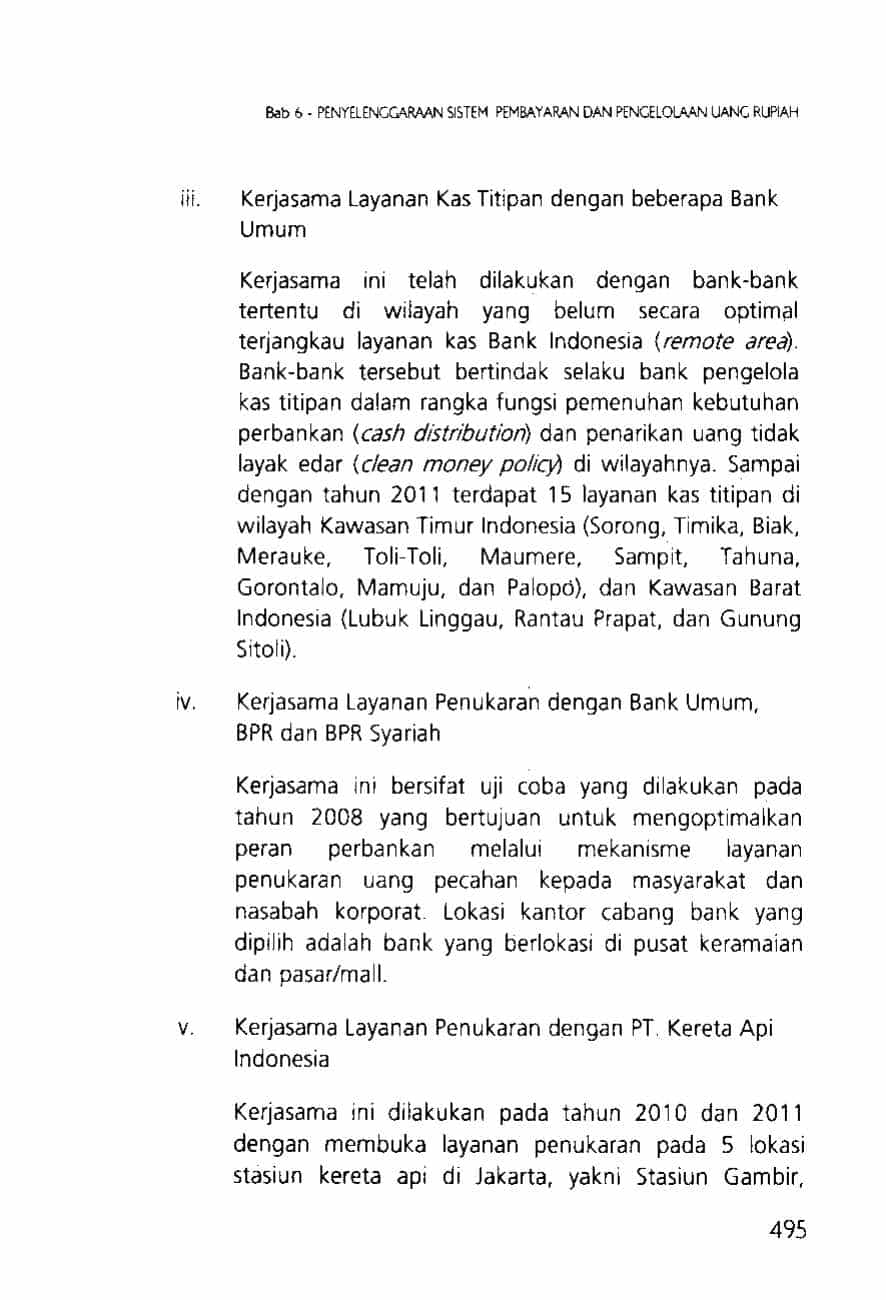 Bab 6 - PENYELENGGARAAN SISTEM PEMBAYARAN DAN PENGELOLAAN UANG RUPIAH
iii. Kerjasama Layanan Kas Titipan dengan beberapa Bank
Umum
Kerjasama ini telah dilakukan dengan bank-bank
tertentu di wilayah yang belum secara optimal
terjangkau layanan kas Bank Indonesia (remote area).
Bank-bank tersebut bertindak selaku bank pengelola
kas titipan dalam rangka fungsi pemenuhan kebutuhan
perbankan (cash distribution) dan penarikan uang tidak
layak edar (clean money policy) di wilayahnya. Sampai
dengan tahun 2011 terdapat 15 layanan kas titipan di
wilayah Kawasan Timur Indonesia (Sorong, Timika, Biak,
Merauke, Toli-Toli, Maumere, Sampit, Tahuna,
Gorontalo, Mamuju, dan Palopo), dan Kawasan Barat
Indonesia (Lubuk Linggau, Rantau Prapat, dan Gunung
Sitoli).
iv. Kerjasama Layanan Penukaran dengan Bank Umum,
BPR dan BPR Syariah
Kerjasama ini bersifat uji coba yang dilakukan pada
tahun 2008 yang bertujuan untuk mengoptimalkan
peran perbankan melalui mekanisme layanan
penukaran uang pecahan kepada masyarakat dan
nasabah korporat. Lokasi kantor cabang bank yang
dipilih adalah bank yang berlokasi di pusat keramaian
dan pasar/mall.
v. Kerjasama Layanan Penukaran dengan PT. Kereta Api
Indonesia
Kerjasama ini dilakukan pada tahun 2010 dan 2011
dengan membuka layanan penukaran pada 5 lokasi
stasiun kereta api di Jakarta, yakni Stasiun Gambir,
495